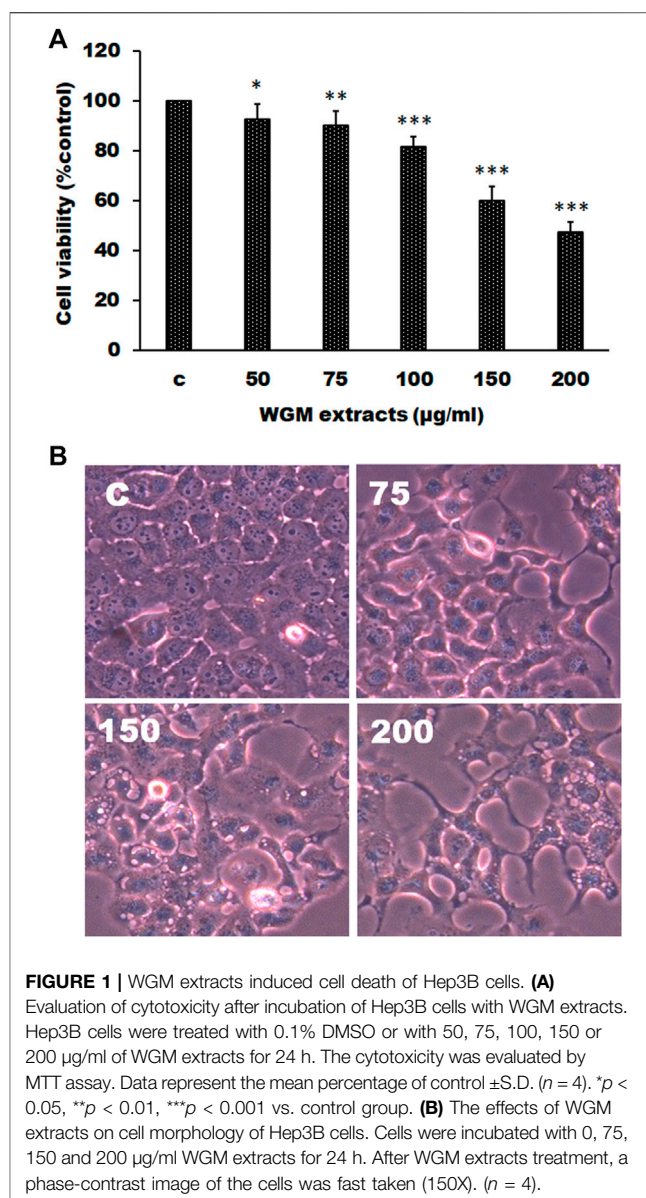 A
120
100
80
60
40
20
0
Cell viability (%control)
*
**
***
***
***
c
50
75
100
150
200
WGM extracts (µg/ml)
B
C
75
150
200
FIGURE 1 | WGM extracts induced cell death of Hep3B cells. (A)
Evaluation of cytotoxicity after incubation of Hep3B cells with WGM extracts.
Hep3B cells were treated with 0.1% DMSO or with 50, 75, 100, 150 or
200 µg/ml of WGM extracts for 24 h. The cytotoxicity was evaluated by
MTT assay. Data represent the mean percentage of control ±S.D. (n = 4). *p <
0.05, **p < 0.01, ***p < 0.001 vs. control group. (B) The effects of WGM
extracts on cell morphology of Hep3B cells. Cells were incubated with 0, 75,
150 and 200 µg/ml WGM extracts for 24 h. After WGM extracts treatment, a
phase-contrast image of the cells was fast taken (150X). (n = 4).